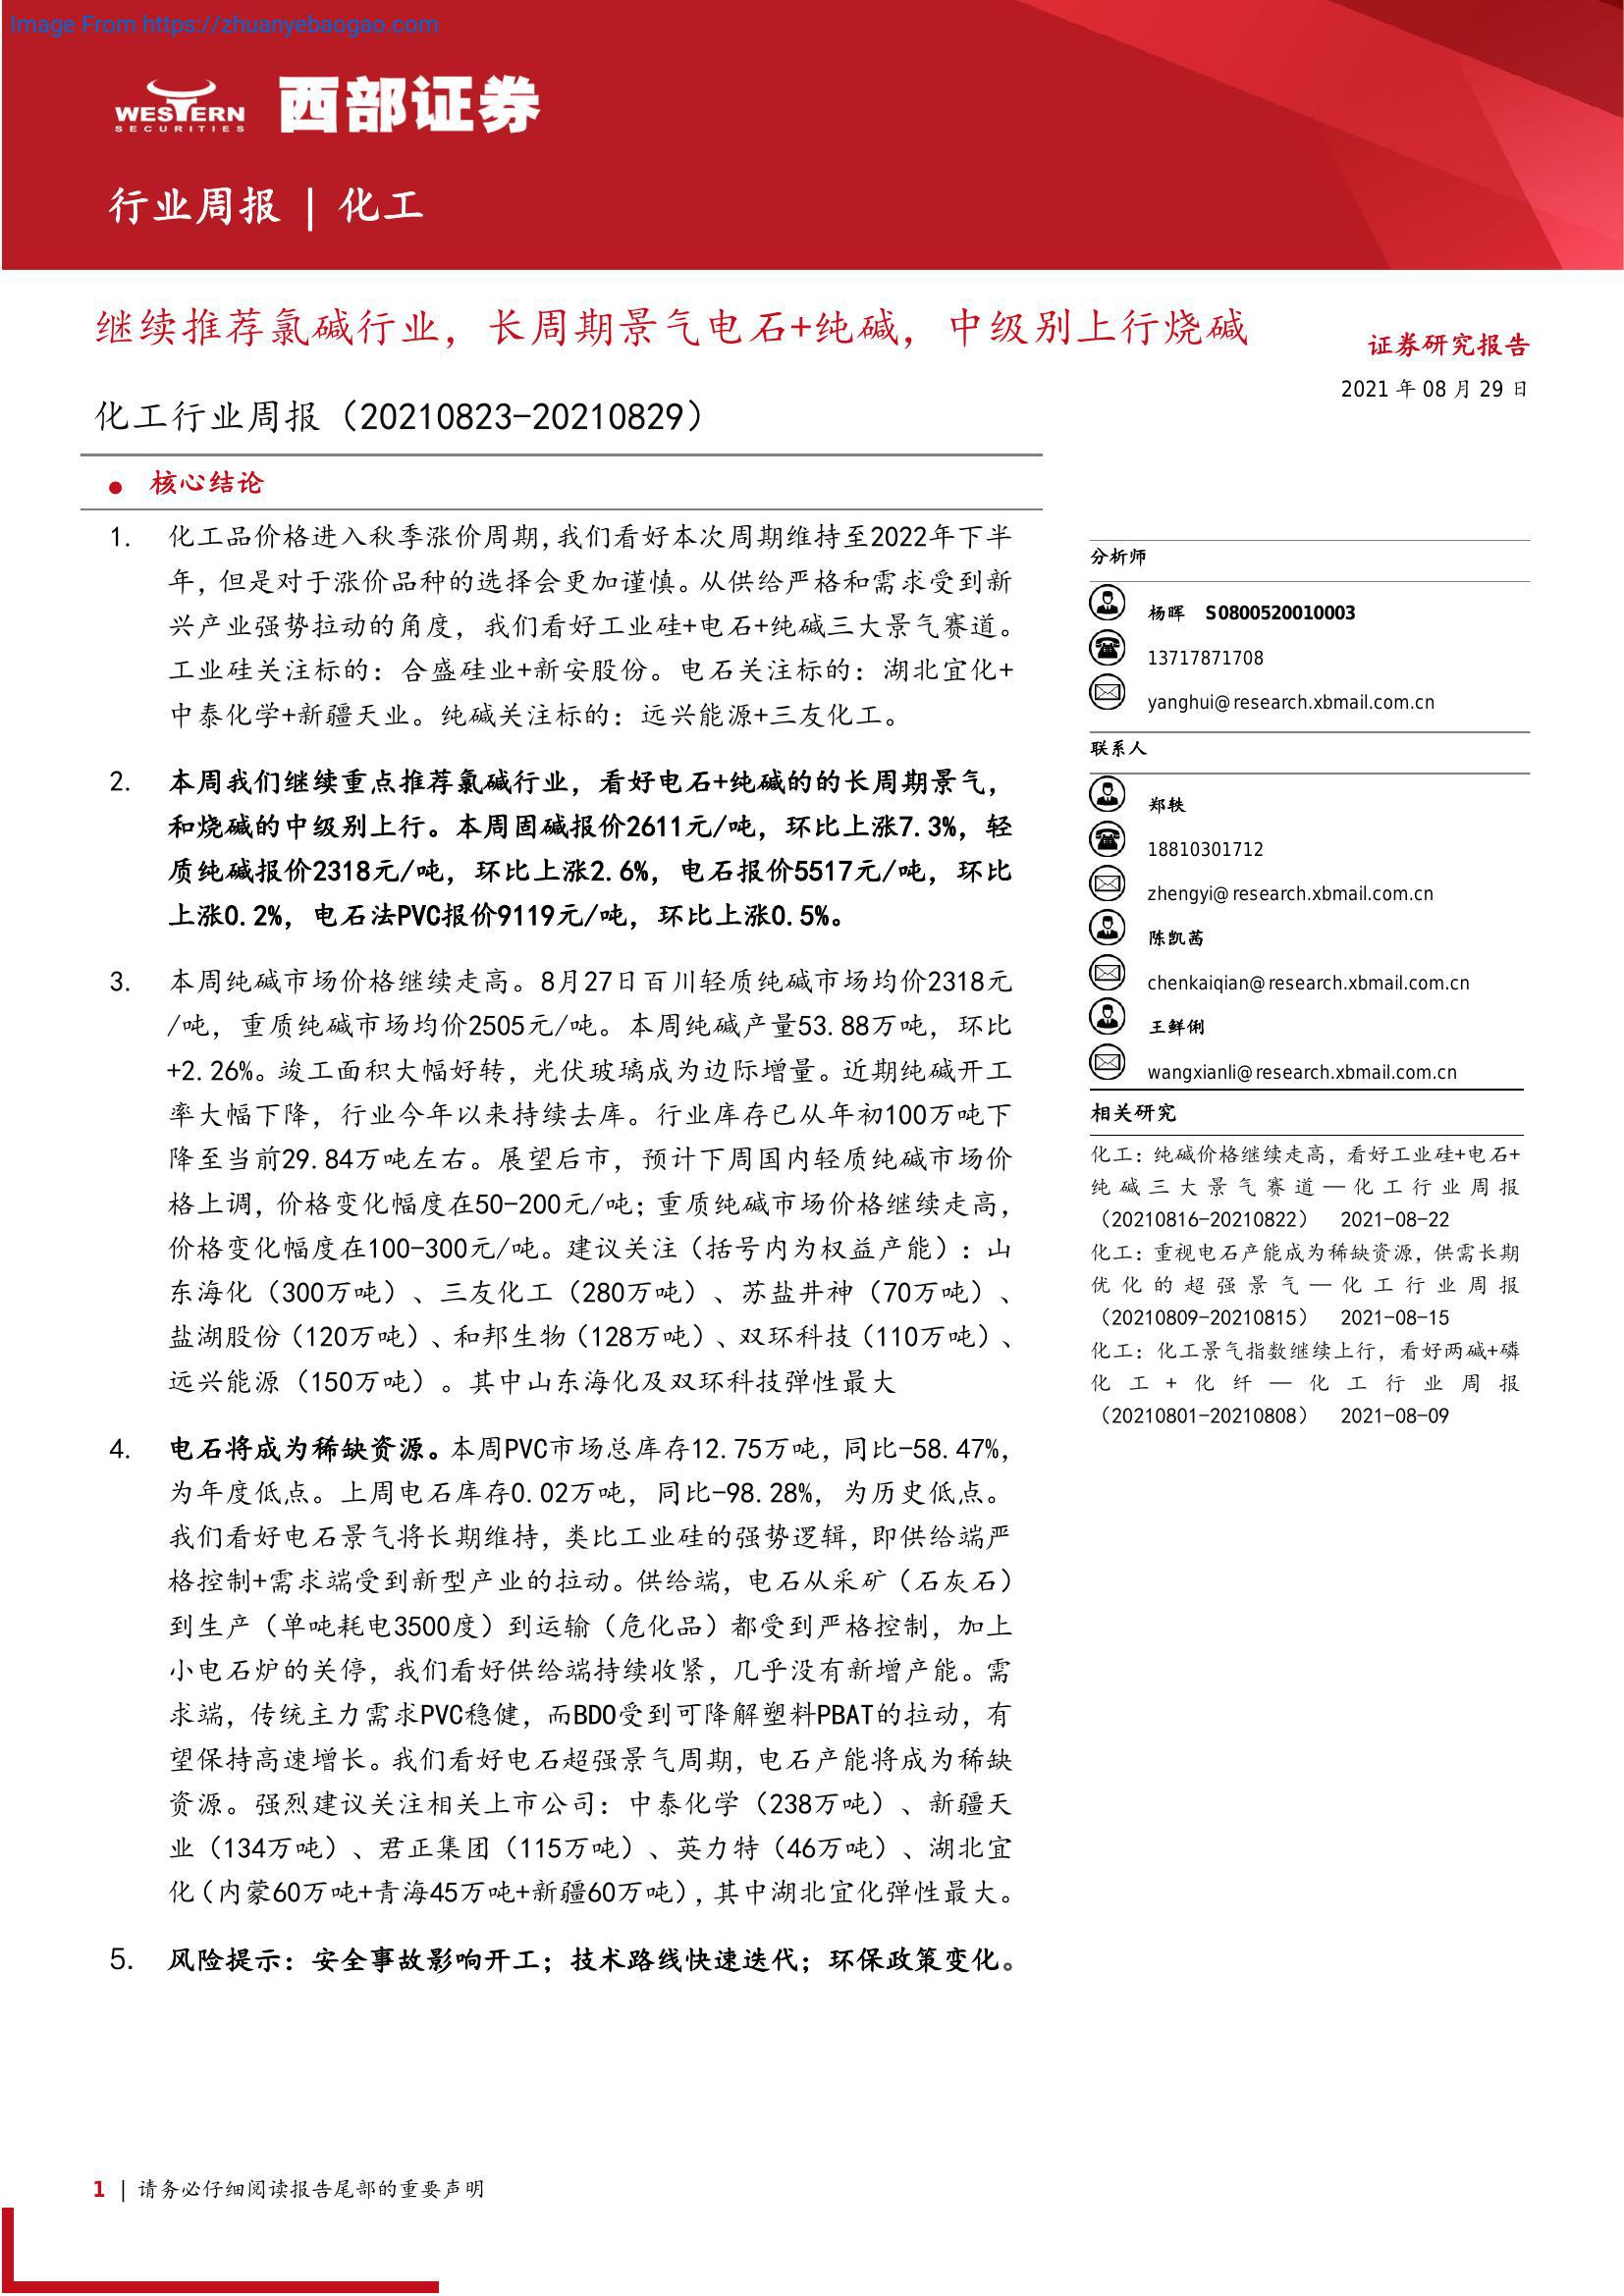 Image From https://zhuanyebaogao.com
WESTERN
SECURITIES
西部证券
行业周报 | 化工
继续推荐氯碱行业，长周期景气电石+纯碱，中级别上行烧碱
证券研究报告
2021 年 08 月 29 日
化工行业周报（20210823-20210829）
● 核心结论
1. 化工品价格进入秋季涨价周期，我们看好本次周期维持至2022年下半
年，但是对于涨价品种的选择会更加谨慎。从供给严格和需求受到新
兴产业强势拉动的角度，我们看好工业硅+电石+纯碱三大景气赛道。
工业硅关注标的：合盛硅业+新安股份。电石关注标的：湖北宜化+
中泰化学+新疆天业。纯碱关注标的：远兴能源+三友化工。
2. 本周我们继续重点推荐氯碱行业，看好电石+纯碱的的长周期景气，
和烧碱的中级别上行。本周固碱报价2611元/吨，环比上涨7.3%，轻
质纯碱报价2318元/吨，环比上涨2.6%，电石报价5517元/吨，环比
上涨0.2%，电石法PVC报价9119元/吨，环比上涨0.5%。
3. 本周纯碱市场价格继续走高。8月27日百川轻质纯碱市场均价2318元
/吨，重质纯碱市场均价2505元/吨。本周纯碱产量53.88万吨，环比
+2.26%。竣工面积大幅好转，光伏玻璃成为边际增量。近期纯碱开工
率大幅下降，行业今年以来持续去库。行业库存已从年初100万吨下
降至当前29.84万吨左右。展望后市，预计下周国内轻质纯碱市场价
格上调，价格变化幅度在50-200元/吨；重质纯碱市场价格继续走高，
价格变化幅度在100-300元/吨。建议关注（括号内为权益产能）：山
东海化（300万吨）、三友化工（280万吨）、苏盐井神（70万吨）、
盐湖股份（120万吨）、和邦生物（128万吨）、双环科技（110万吨）、
远兴能源（150万吨）。其中山东海化及双环科技弹性最大
4. 电石将成为稀缺资源。本周PVC市场总库存12.75万吨，同比-58.47%，
为年度低点。上周电石库存0.02万吨，同比-98.28%，为历史低点。
我们看好电石景气将长期维持，类比工业硅的强势逻辑，即供给端严
格控制+需求端受到新型产业的拉动。供给端，电石从采矿（石灰石）
到生产（单吨耗电3500度）到运输（危化品）都受到严格控制，加上
小电石炉的关停，我们看好供给端持续收紧，几乎没有新增产能。需
求端，传统主力需求PVC稳健，而BDO受到可降解塑料PBAT的拉动，有
望保持高速增长。我们看好电石超强景气周期，电石产能将成为稀缺
资源。强烈建议关注相关上市公司：中泰化学（238万吨）、新疆天
业（134万吨）、君正集团（115万吨）、英力特（46万吨）、湖北宜
化（内蒙60万吨+青海45万吨+新疆60万吨），其中湖北宜化弹性最大。
5. 风险提示：安全事故影响开工；技术路线快速迭代；环保政策变化。
分析师
杨晖 S0800520010003
13717871708
yanghui@research.xbmail.com.cn
联系人
郑轶
18810301712
zhengyi@research.xbmail.com.cn
陈凯茜
chenkaiqian@research.xbmail.com.cn
王鲜俐
wangxianli@research.xbmail.com.cn
相关研究
化工：纯碱价格继续走高，看好工业硅+电石+
纯碱三大景气赛道—化工行业周报
（20210816-20210822） 2021-08-22
化工：重视电石产能成为稀缺资源，供需长期
优化的超强景气—化工行业周报
（20210809-20210815） 2021-08-15
化工：化工景气指数继续上行，看好两碱+磷
化工+化纤—化工行业周报
（20210801-20210808） 2021-08-09
1 | 请务必仔细阅读报告尾部的重要声明